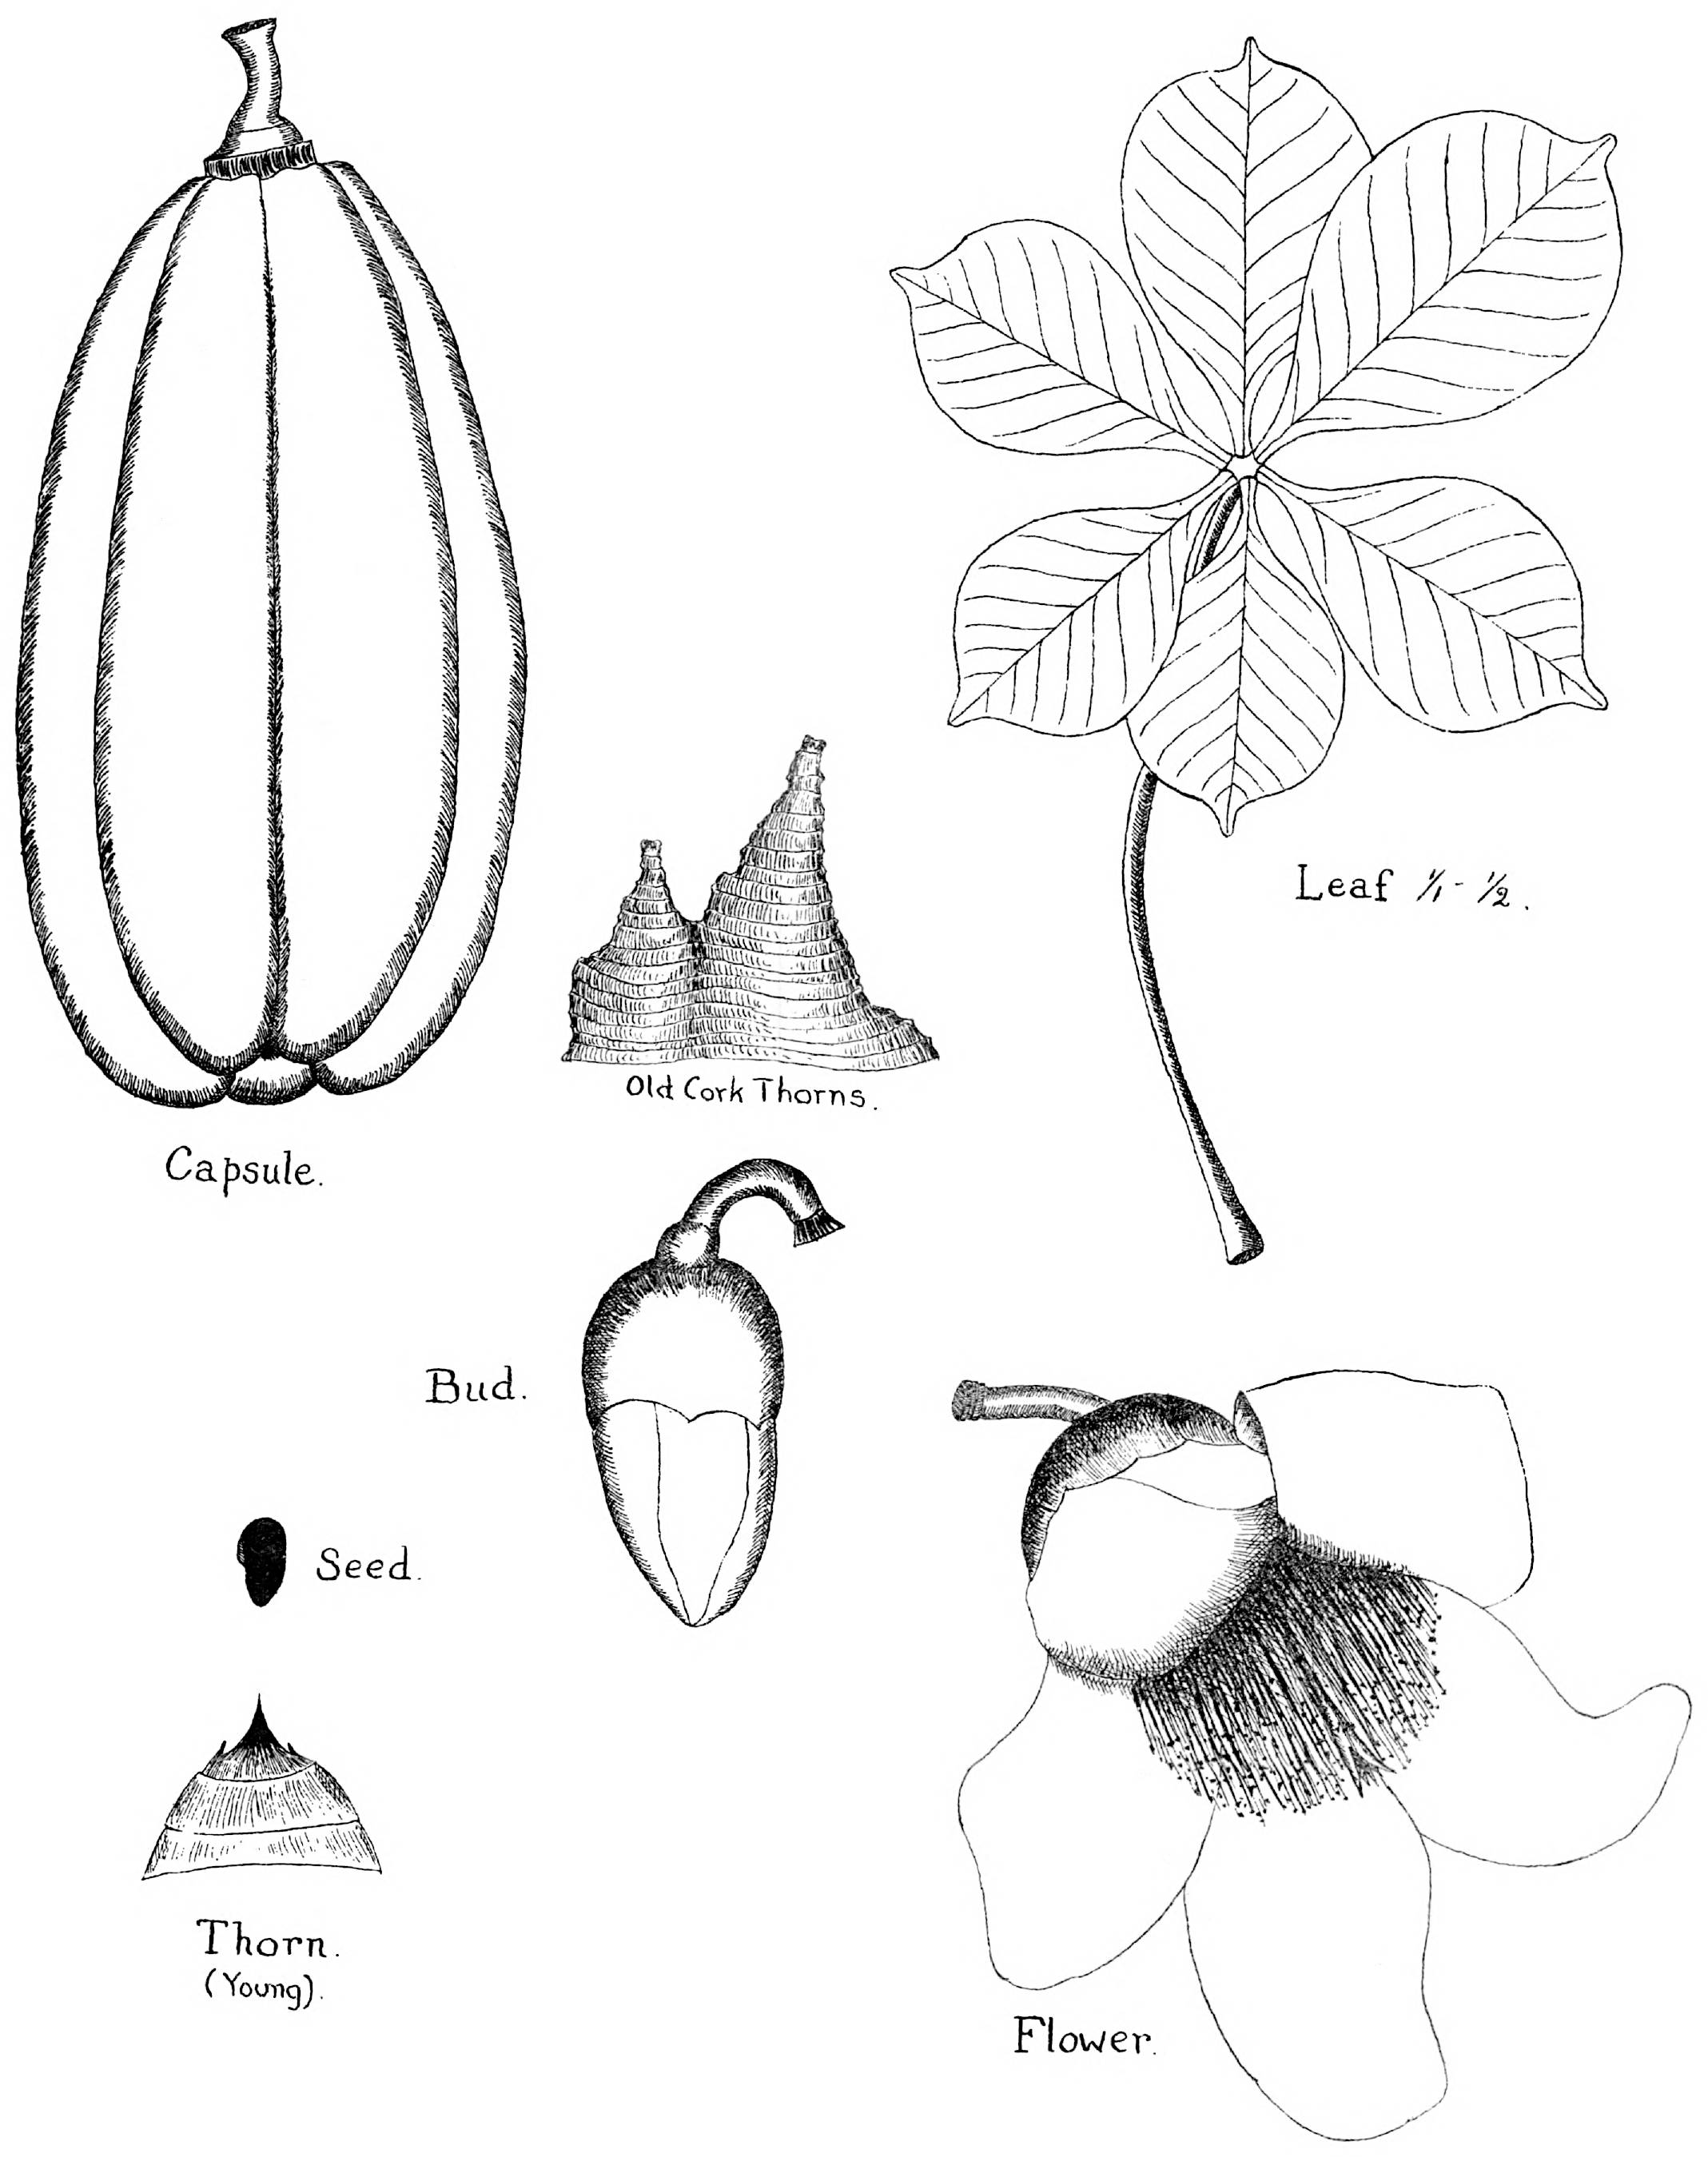 Leaf 1/1 - 1/2.
Old Cork Thorns.
Capsule.
Bud.
Seed.
Thorn.
(Young).
Flower.